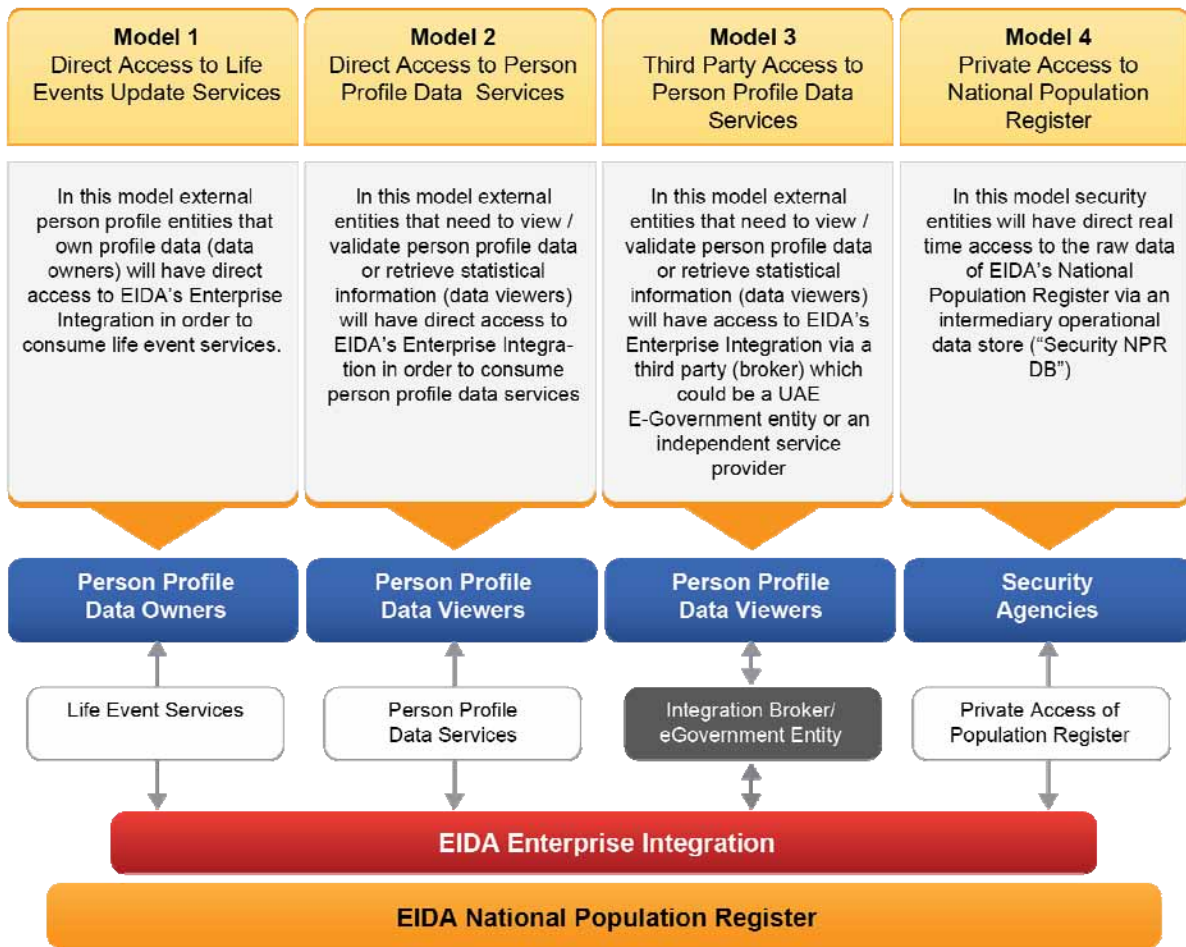 Model 1
Direct Access to Life
Events Update Services
Model 2
Direct Access to Person
Profile Data Services
Model 3
Third Party Access to
Person Profile Data
Services
Model 4
Private Access to
National Population
Register
In this model external
person profile entities that
own profile data (data
owners) will have direct
access to EIDA's Enterprise
Integration in order to
consume life event services.
In this model external
entities that need to view /
validate person profile data
or retrieve statistical
information (data viewers)
will have direct access to
EIDA's Enterprise Integra-
tion in order to consume
person profile data services
In this model external
entities that need to view /
validate person profile data
or retrieve statistical
information (data viewers)
will have access to EIDA's
Enterprise Integration via a
third party (broker) which
could be a UAE
E-Government entity or an
independent service
provider
In this model security
entities will have direct real
time access to the raw data
of EIDA's National
Population Register via an
intermediary operational
data store ("Security NPR
DB")
Person Profile
Data Owners
Person Profile
Data Viewers
Person Profile
Data Viewers
Security
Agencies
Life Event Services
Person Profile
Data Services
Integration Broker/
eGovernment Entity
Private Access of
Population Register
EIDA Enterprise Integration
EIDA National Population Register